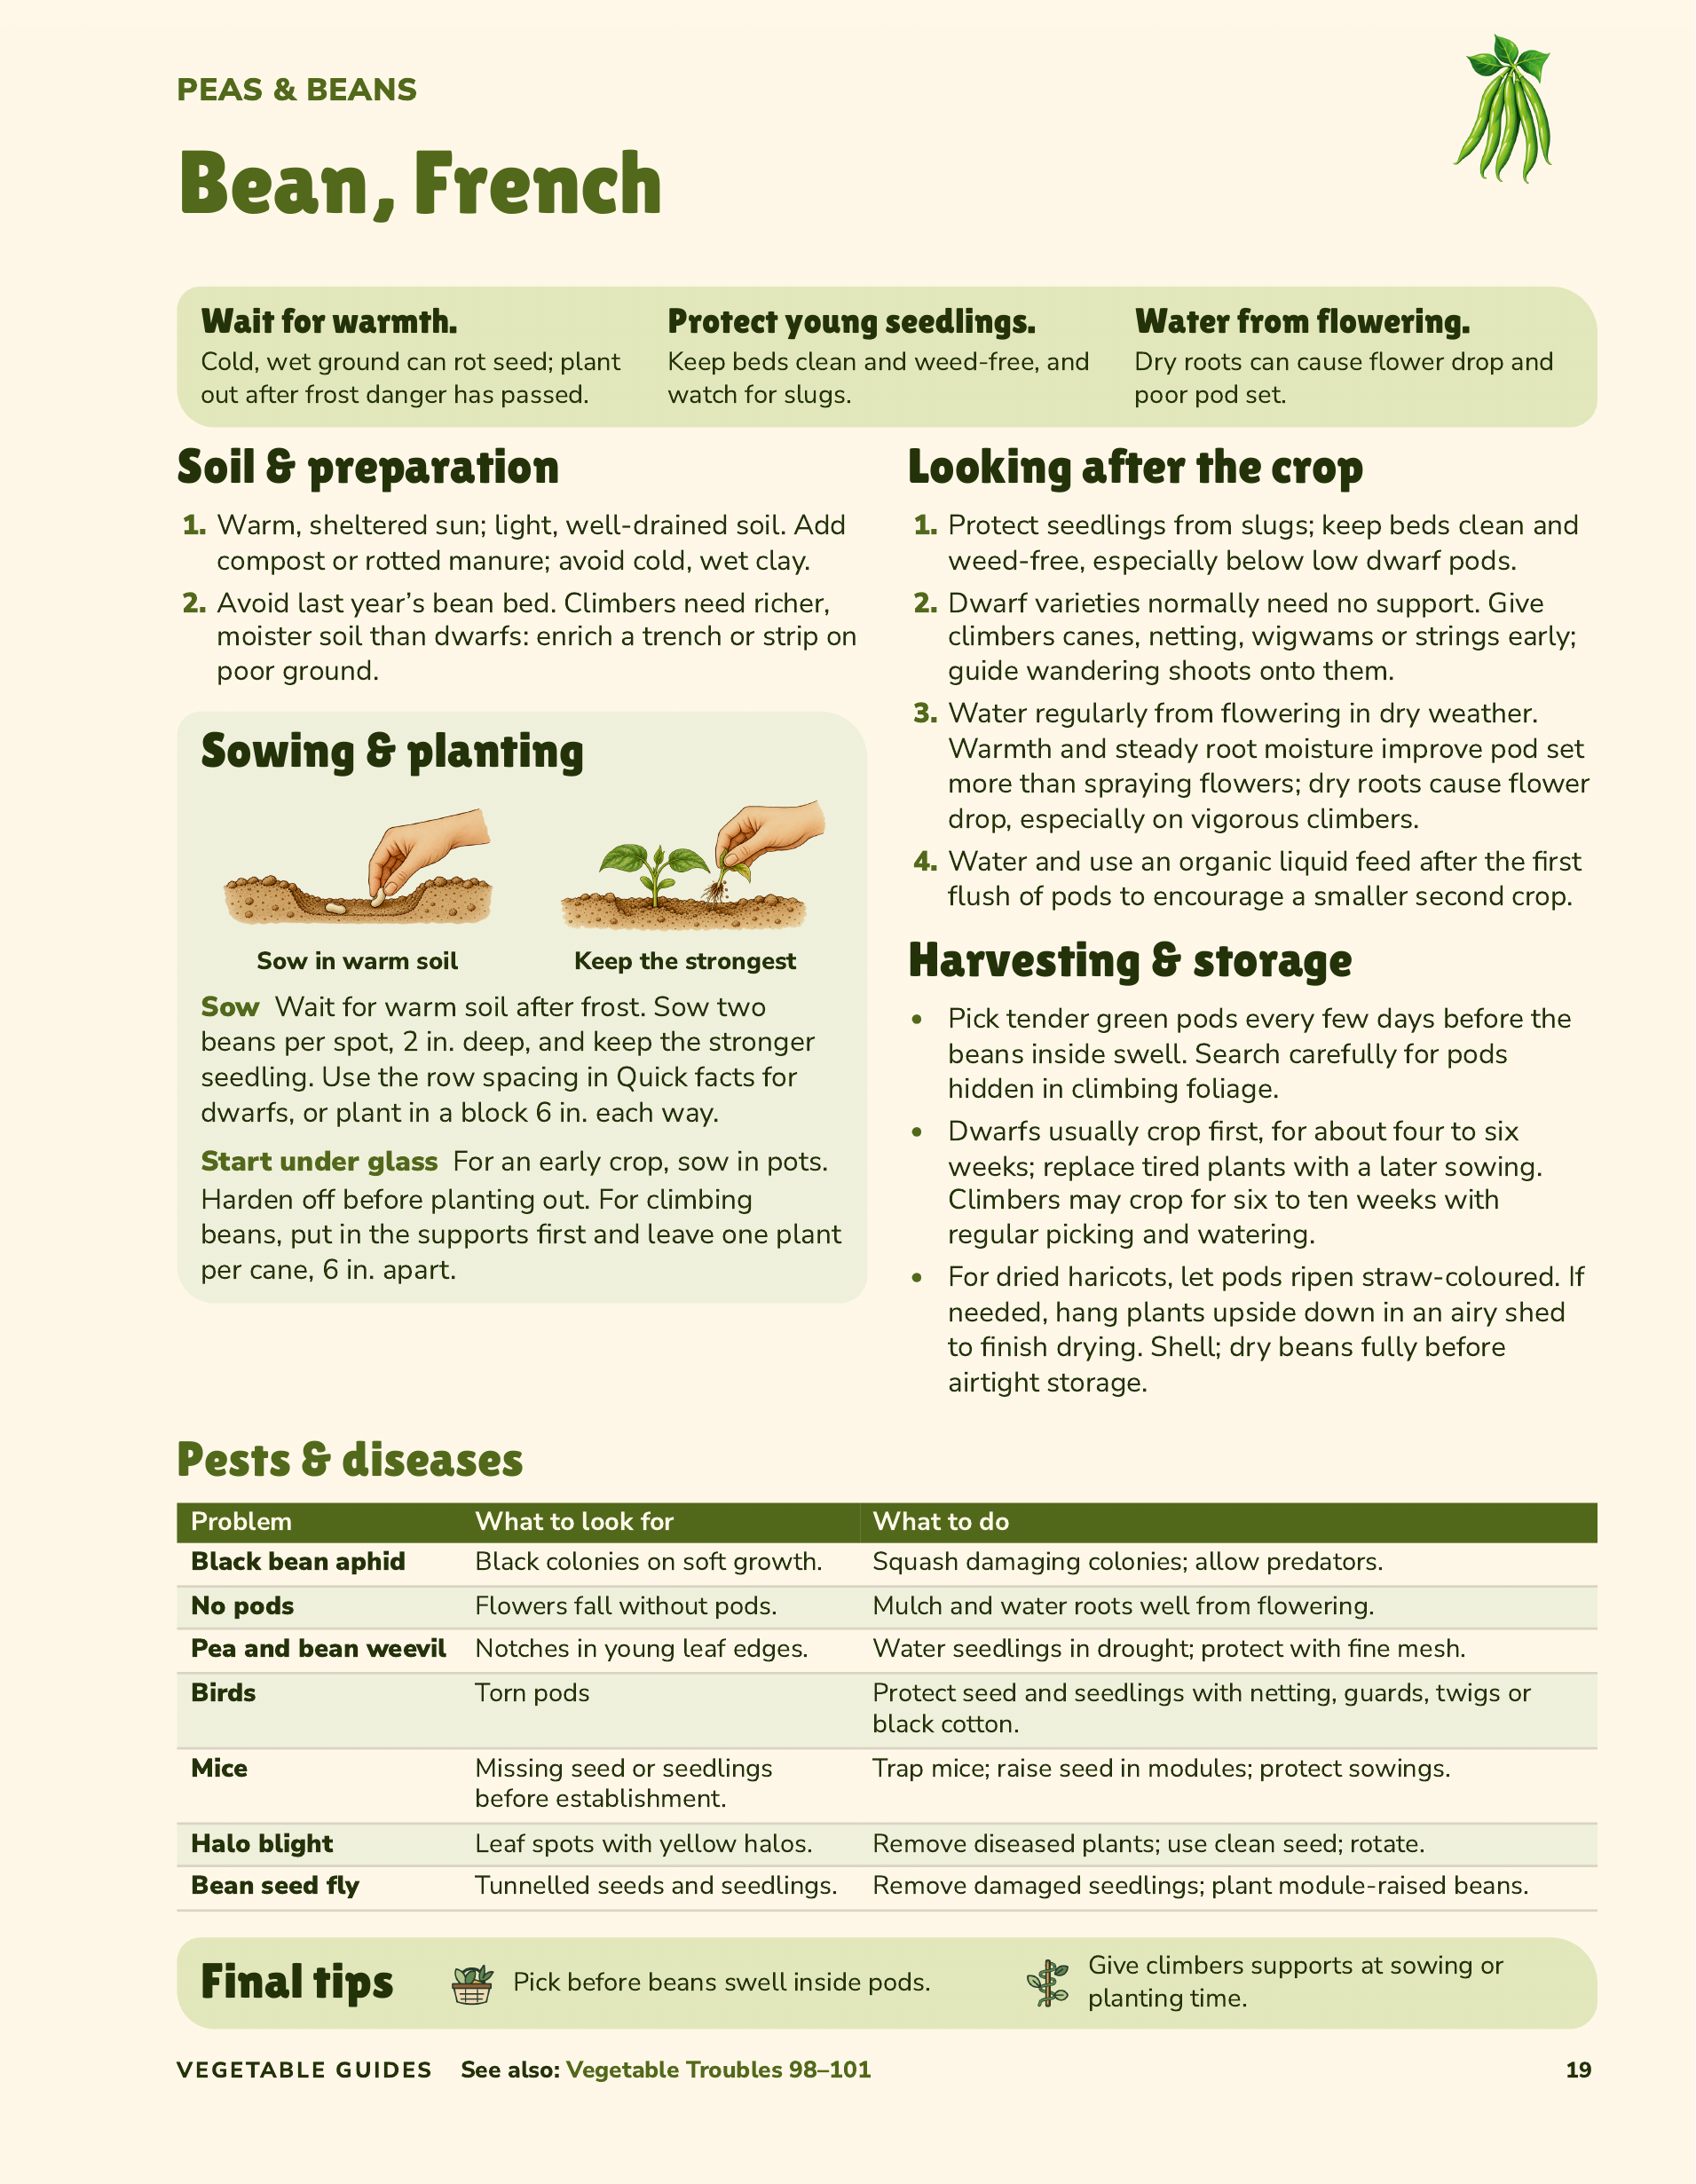 PEAS & BEANS
Bean, French
Wait for warmth.
Cold, wet ground can rot seed; plant
out after frost danger has passed.
Protect young seedlings.
Keep beds clean and weed-free, and
watch for slugs.
Water from flowering.
Dry roots can cause flower drop and
poor pod set.
Soil & preparation
1. Warm, sheltered sun; light, well-drained soil. Add
compost or rotted manure; avoid cold, wet clay.
2. Avoid last year’s bean bed. Climbers need richer,
moister soil than dwarfs: enrich a trench or strip on
poor ground.
Sowing & planting
Sow in warm soil
Keep the strongest
Sow Wait for warm soil after frost. Sow two
beans per spot, 2 in. deep, and keep the stronger
seedling. Use the row spacing in Quick facts for
dwarfs, or plant in a block 6 in. each way.
Start under glass For an early crop, sow in pots.
Harden off before planting out. For climbing
beans, put in the supports first and leave one plant
per cane, 6 in. apart.
Looking after the crop
1. Protect seedlings from slugs; keep beds clean and
weed-free, especially below low dwarf pods.
2. Dwarf varieties normally need no support. Give
climbers canes, netting, wigwams or strings early;
guide wandering shoots onto them.
3. Water regularly from flowering in dry weather.
Warmth and steady root moisture improve pod set
more than spraying flowers; dry roots cause flower
drop, especially on vigorous climbers.
4. Water and use an organic liquid feed after the first
flush of pods to encourage a smaller second crop.
Harvesting & storage
• Pick tender green pods every few days before the
beans inside swell. Search carefully for pods
hidden in climbing foliage.
• Dwarfs usually crop first, for about four to six
weeks; replace tired plants with a later sowing.
Climbers may crop for six to ten weeks with
regular picking and watering.
• For dried haricots, let pods ripen straw-coloured. If
needed, hang plants upside down in an airy shed
to finish drying. Shell; dry beans fully before
airtight storage.
Pests & diseases
Problem What to look for What to do
Black bean aphid Black colonies on soft growth. Squash damaging colonies; allow predators.
No pods Flowers fall without pods. Mulch and water roots well from flowering.
Pea and bean weevil Notches in young leaf edges. Water seedlings in drought; protect with fine mesh.
Birds Torn pods Protect seed and seedlings with netting, guards, twigs or
black cotton.
Mice Missing seed or seedlings Trap mice; raise seed in modules; protect sowings.
before establishment.
Halo blight Leaf spots with yellow halos. Remove diseased plants; use clean seed; rotate.
Bean seed fly Tunnelled seeds and seedlings. Remove damaged seedlings; plant module-raised beans.
Final tips
Pick before beans swell inside pods.
Give climbers supports at sowing or
planting time.
VEGETABLE GUIDES See also: Vegetable Troubles 98–101 19